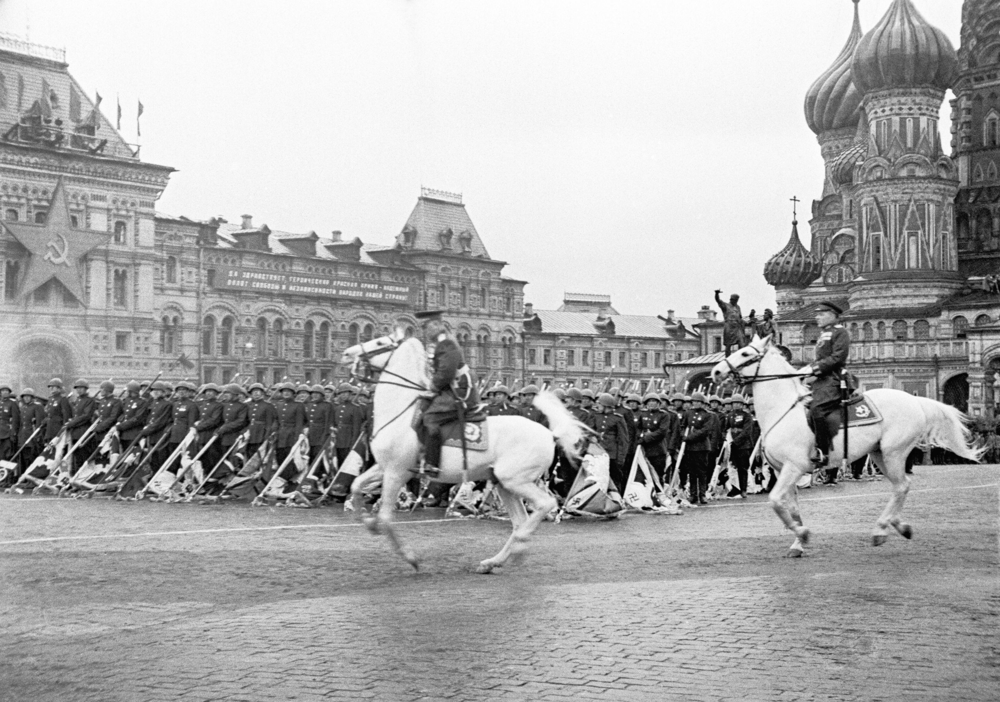 ДА ЗДРАВСТВУЕТ, ГЕРОИЧЕСКАЯ КРАСНАЯ АРМИЯ - НАДЕЖНЫЙ
ОПЛОТ СВОБОДЫ И НЕЗАВИСИМОСТИ НАРОДОВ НАШЕЙ СТРАНЫ!